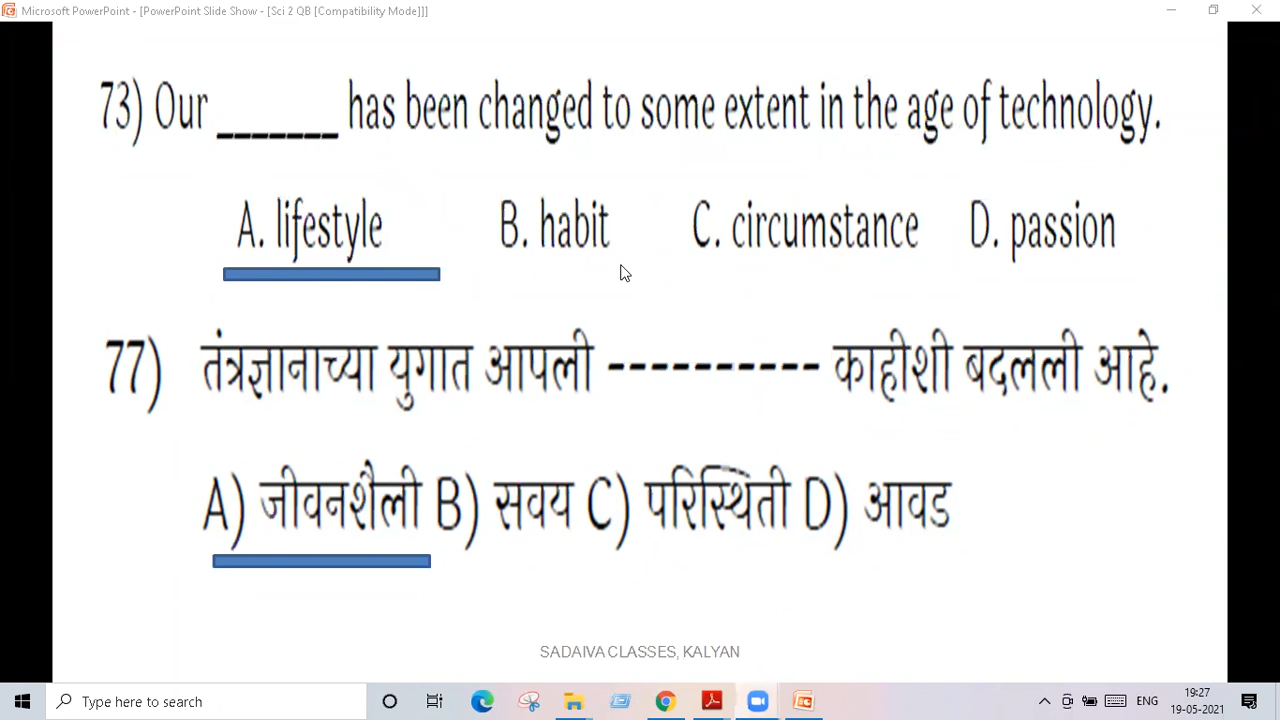 Microsoft PowerPoint - [PowerPoint Slide Show - [Sci 2 QB [Compatibility Mode]]]
73) Our _______ has been changed to some extent in the age of technology.
A. lifestyle B. habit C. circumstance D. passion
77) तंत्रज्ञानाच्या युगात आपली ---------- काहीशी बदलली आहे.
A) जीवनशैली B) सवय C) परिस्थिती D) आवड
SADAIVA CLASSES, KALYAN
Type here to search
ENG
19:27
19-05-2021